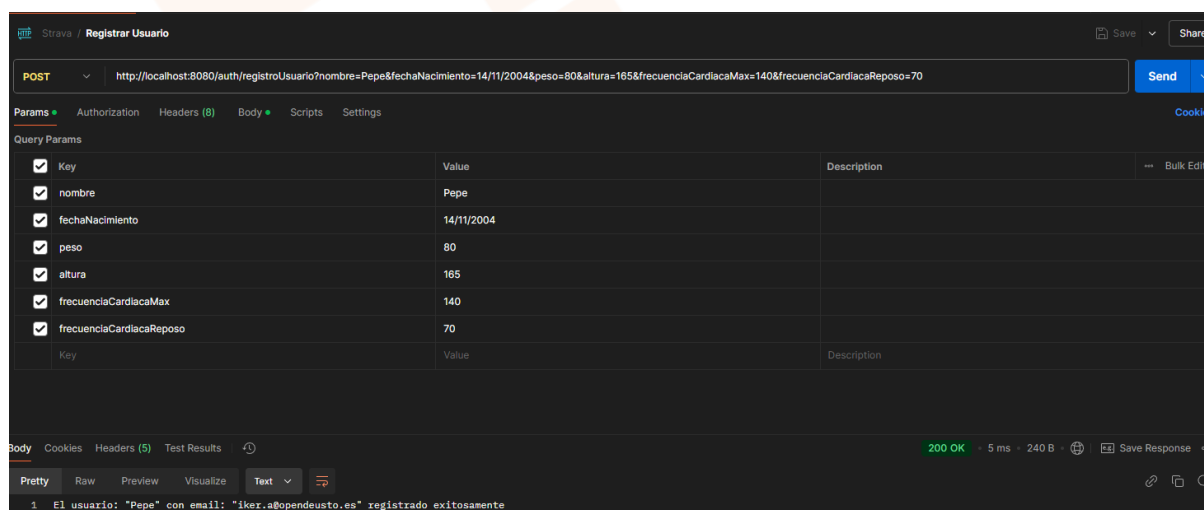 HTTP Strava / Registrar Usuario Save Share
POST http://localhost:8080/auth/registroUsuario?nombre=Pepe&fechaNacimiento=14/11/2004&peso=80&altura=165&frecuenciaCardiacaMax=140&frecuenciaCardiacaReposo=70 Send
Params Authorization Headers (8) Body Scripts Settings Cookie
Query Params
Key Value Description Bulk Edit
nombre Pepe
fechaNacimiento 14/11/2004
peso 80
altura 165
frecuenciaCardiacaMax 140
frecuenciaCardiacaReposo 70
Key Value Description
Body Cookies Headers (5) Test Results 200 OK 5 ms 240 B e.g. Save Response
Pretty Raw Preview Visualize Text
1 El usuario: "Pepe" con email: "iker.a@opendeusto.es" registrado exitosamente